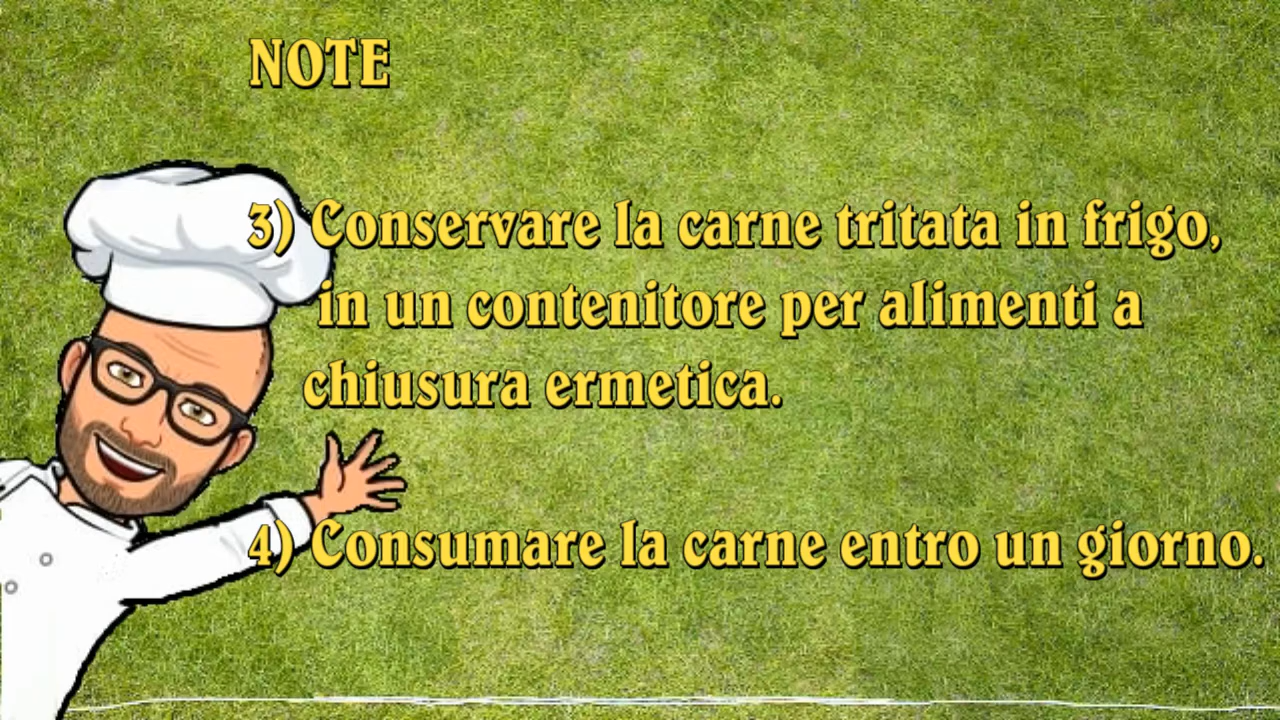 NOTE
3) Conservare la carne tritata in frigo,
in un contenitore per alimenti a
chiusura ermetica.
4) Consumare la carne entro un giorno.